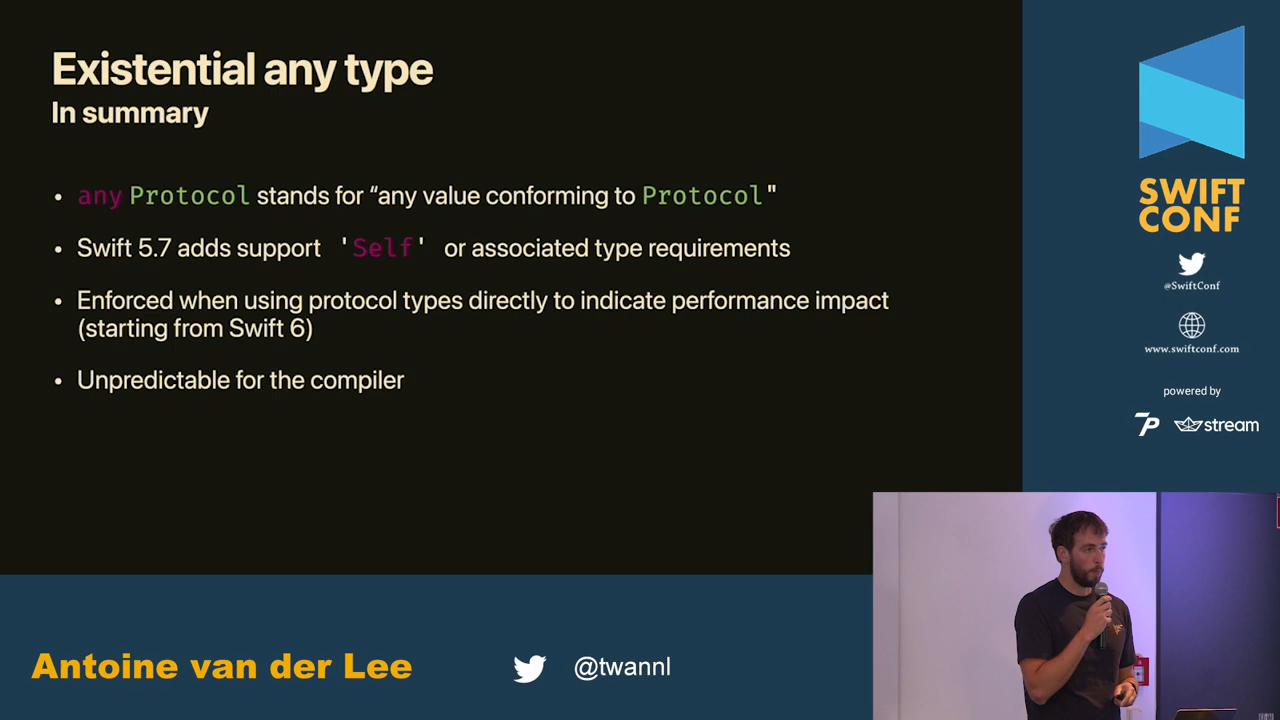 Existential any type
In summary
• any Protocol stands for “any value conforming to Protocol"
• Swift 5.7 adds support 'Self' or associated type requirements
• Enforced when using protocol types directly to indicate performance impact
(starting from Swift 6)
• Unpredictable for the compiler
SWIFT
CONF
@SwiftConf
www.swiftconf.com
powered by
7P stream
Antoine van der Lee
@twannl